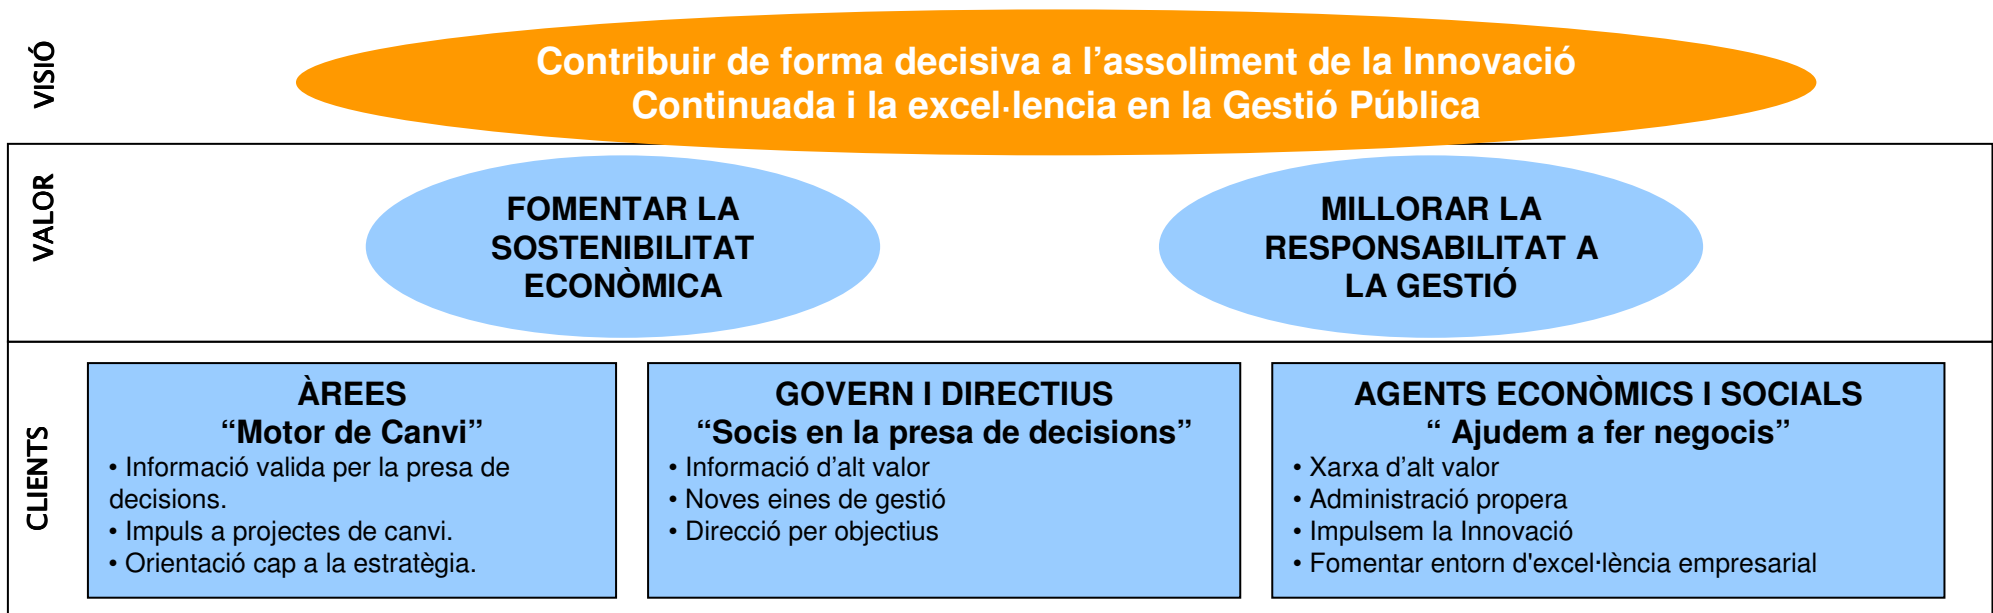 VISIÓ
Contribuir de forma decisiva a l’assoliment de la Innovació
Continuada i la excel·lencia en la Gestió Pública
VALOR
FOMENTAR LA
SOSTENIBILITAT
ECONÒMICA
MILLORAR LA
RESPONSABILITAT A
LA GESTIÓ
CLIENTS
ÀREES
“Motor de Canvi”
• Informació valida per la presa de
decisions.
• Impuls a projectes de canvi.
• Orientació cap a la estratègia.
GOVERN I DIRECTIUS
“Socis en la presa de decisions”
• Informació d’alt valor
• Noves eines de gestió
• Direcció per objectius
AGENTS ECONÒMICS I SOCIALS
“ Ajudem a fer negocis”
• Xarxa d’alt valor
• Administració propera
• Impulsem la Innovació
• Fomentar entorn d'excel·lència empresarial